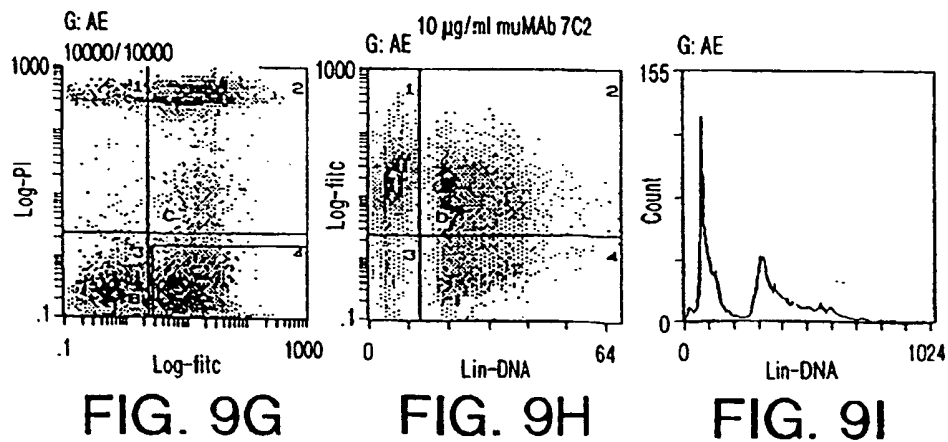 10 µg/ml muMAb 7C2
G: AE
10000/10000
1000
Log-PI
.1
1
2
3
4
.1
1000
Log-fitc
FIG. 9G
G: AE
1000
Log-fitc
.1
1
2
3
4
0
64
Lin-DNA
FIG. 9H
G: AE
155
Count
0
0
1024
Lin-DNA
FIG. 9I